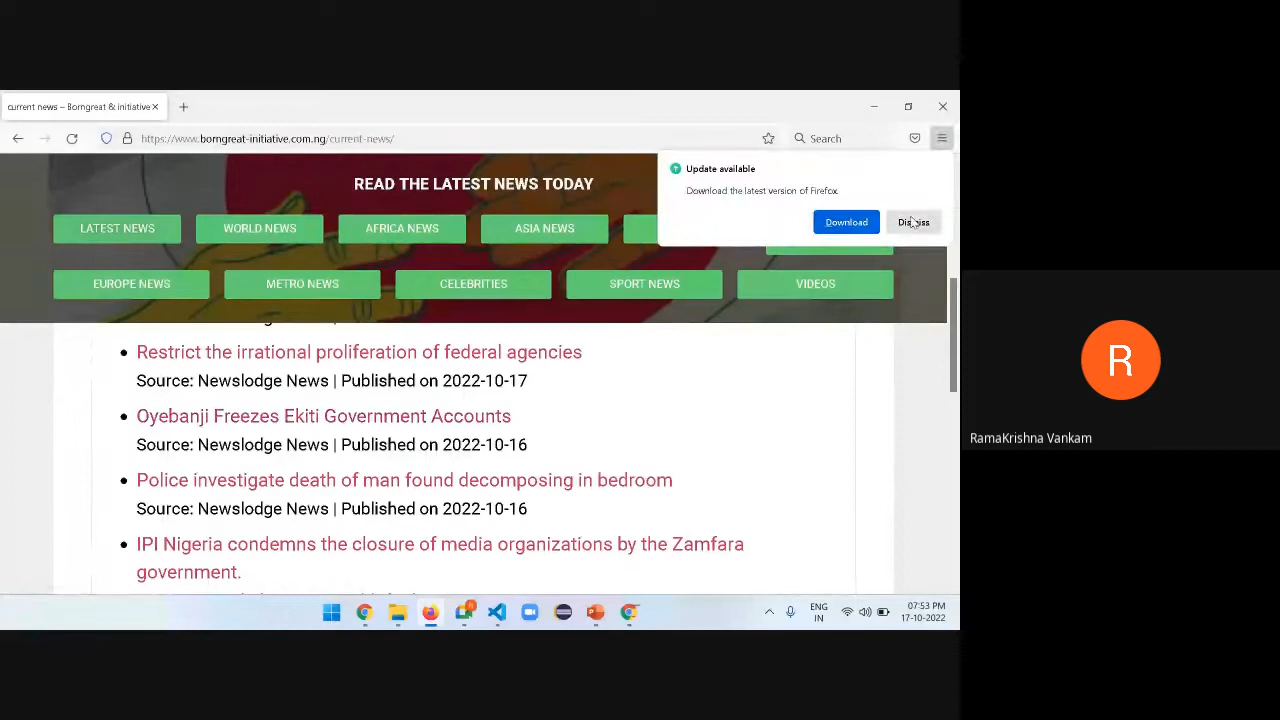 current news – Borngreat & initiative
https://www.borngreat-initiative.com.ng/current-news/
Search
Update available
Download the latest version of Firefox.
Download
Dismiss
READ THE LATEST NEWS TODAY
LATEST NEWS
WORLD NEWS
AFRICA NEWS
ASIA NEWS
EUROPE NEWS
METRO NEWS
CELEBRITIES
SPORT NEWS
VIDEOS
Restrict the irrational proliferation of federal agencies
Source: Newslodge News | Published on 2022-10-17
Oyebanji Freezes Ekiti Government Accounts
Source: Newslodge News | Published on 2022-10-16
Police investigate death of man found decomposing in bedroom
Source: Newslodge News | Published on 2022-10-16
IPI Nigeria condemns the closure of media organizations by the Zamfara
government.
R
RamaKrishna Vankam
ENG
IN
07:53 PM
17-10-2022